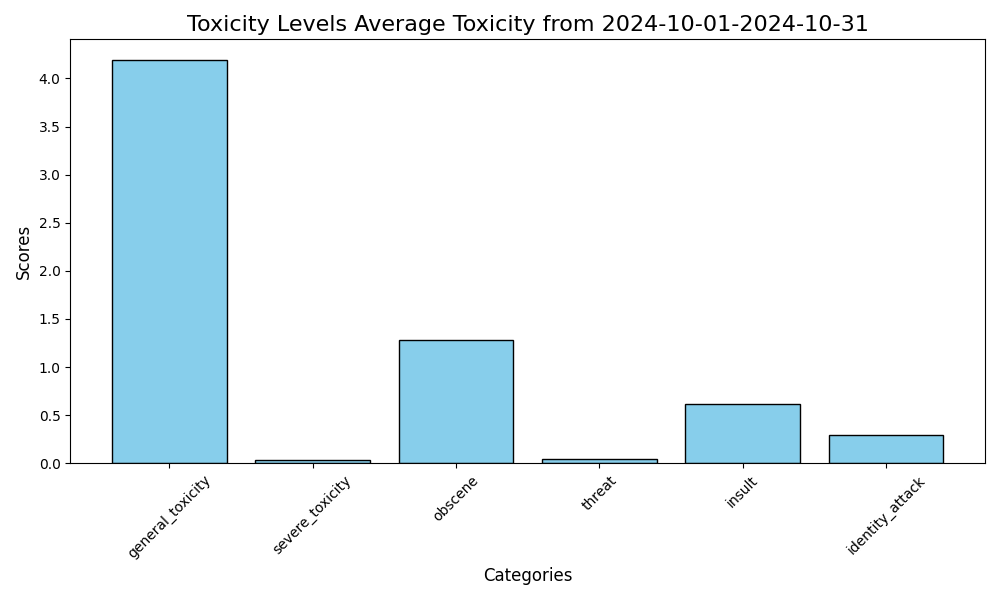 Toxicity Levels Average Toxicity from 2024-10-01-2024-10-31
Scores
4.0
3.5
3.0
2.5
2.0
1.5
1.0
0.5
0.0
general_toxicity
severe_toxicity
obscene
threat
insult
identity_attack
Categories